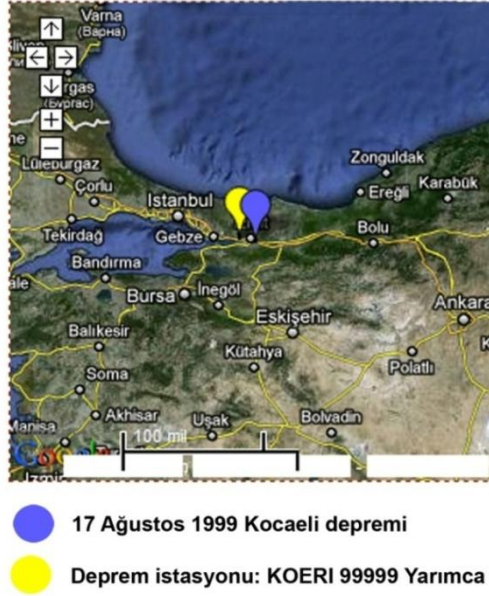 Varna
(Варна)
rgas
(Бургас)
Lüleburgaz
Çorlu
Zonguldak
Ereğli
Karabük
Istanbul
Tekirdağ
Gebze
Bolu
Bandırma
Bursa
İnegöl
Ankara
Eskişehir
Balıkesir
Kütahya
Polatlı
Soma
Akhisar
Uşak
Bolvadin
Manisa
100 mil
Google
Izmir
17 Ağustos 1999 Kocaeli depremi
Deprem istasyonu: KOERI 99999 Yarımca